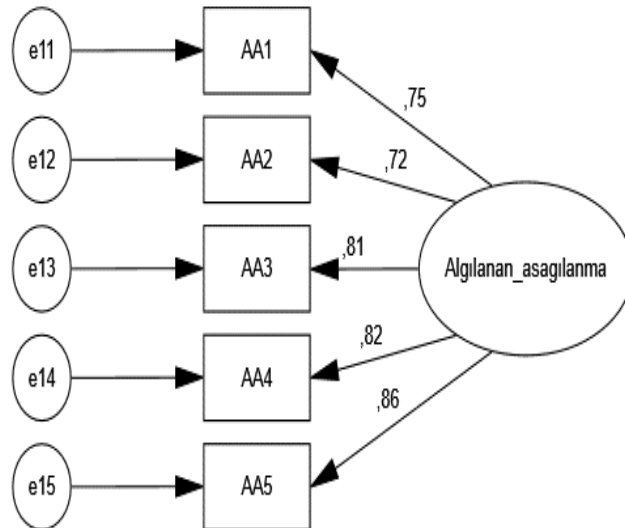 e11
AA1
,75
e12
AA2
,72
e13
AA3
,81
Algılanan_asagılanma
e14
AA4
,82
,86
e15
AA5